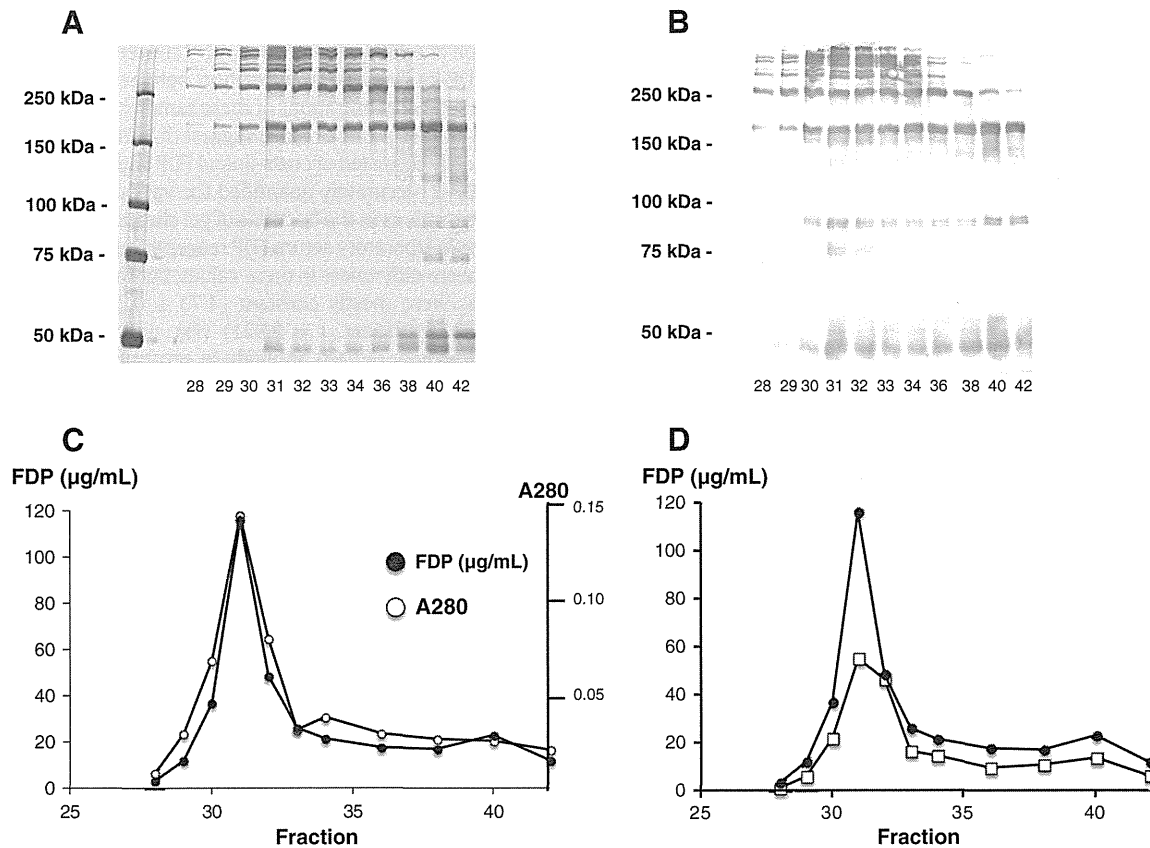 A
250 kDa -
150 kDa -
100 kDa -
75 kDa -
50 kDa -
28 29 30 31 32 33 34 36 38 40 42
B
250 kDa -
150 kDa -
100 kDa -
75 kDa -
50 kDa -
28 29 30 31 32 33 34 36 38 40 42
C
FDP (µg/mL)
A280
120
100
80
60
40
20
0
0.15
0.10
0.05
FDP (µg/mL)
A280
25 30 35 40
Fraction
D
FDP (µg/mL)
120
100
80
60
40
20
0
25 30 35 40
Fraction